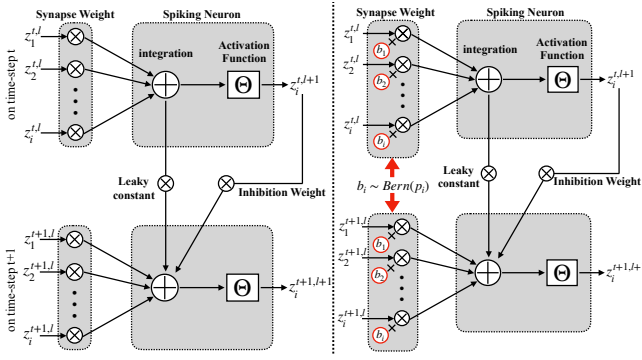 Synapse Weight
Spiking Neuron
on time-step t
z_1^{t,l}
z_2^{t,l}
z_i^{t,l}
integration
Activation
Function
Θ
z_i^{t,l+1}
Leaky
constant
Inhibition Weight
on time-step t+1
z_1^{t+1,l}
z_2^{t+1,l}
z_i^{t+1,l}
Θ
z_i^{t+1,l+1}
Synapse Weight
Spiking Neuron
z_1^{t,l}
b_1
z_2^{t,l}
b_2
z_i^{t,l}
b_i
integration
Activation
Function
Θ
z_i^{t,l+1}
Leaky
constant
Inhibition Weight
b_i ~ Bern(p_i)
z_1^{t+1,l}
b_1
z_2^{t+1,l}
b_2
z_i^{t+1,l}
b_i
Θ
z_i^{t+1,l+